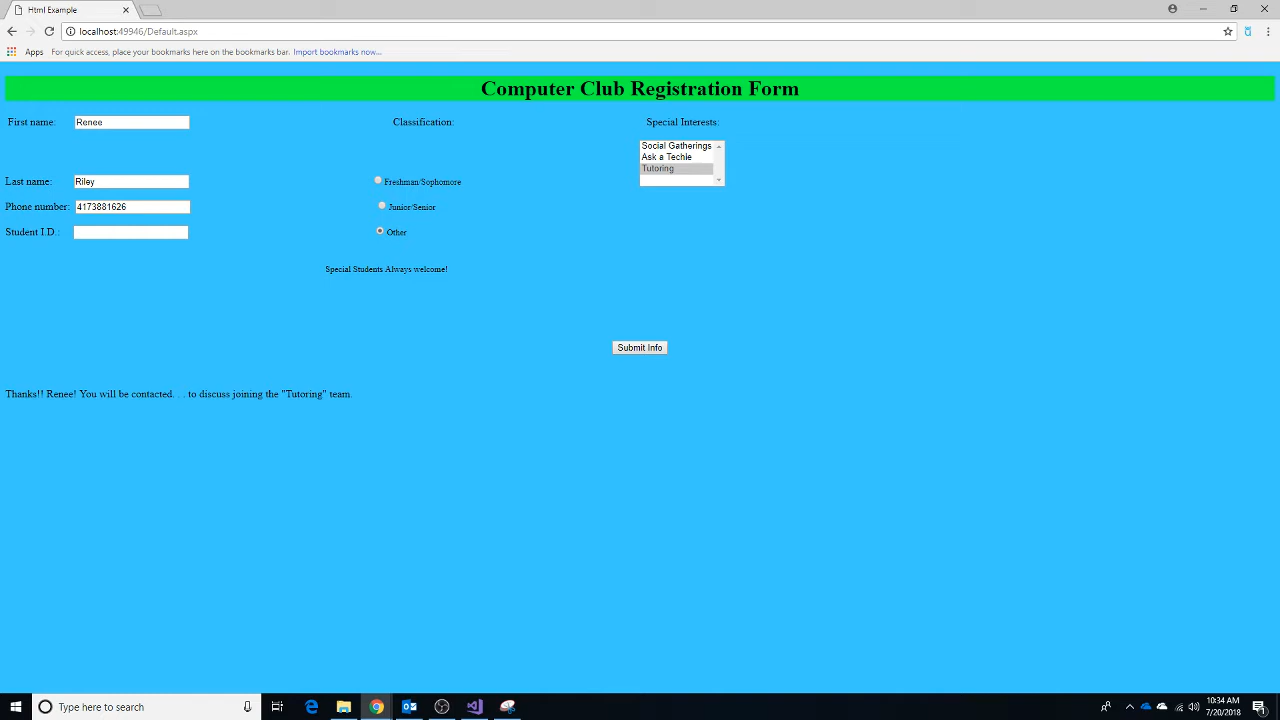 Html Example
localhost:49946/Default.aspx
Apps For quick access, place your bookmarks here on the bookmarks bar. Import bookmarks now...
Computer Club Registration Form
First name: Renee Classification: Special Interests:
Social Gatherings
Ask a Techie
Tutoring
Last name: Riley Freshman/Sophomore
Phone number: 4173881626 Junior/Senior
Student I.D.: Other
Special Students Always welcome!
Submit Info
Thanks!! Renee! You will be contacted. . . to discuss joining the "Tutoring" team.
Type here to search
10:34 AM
7/20/2018